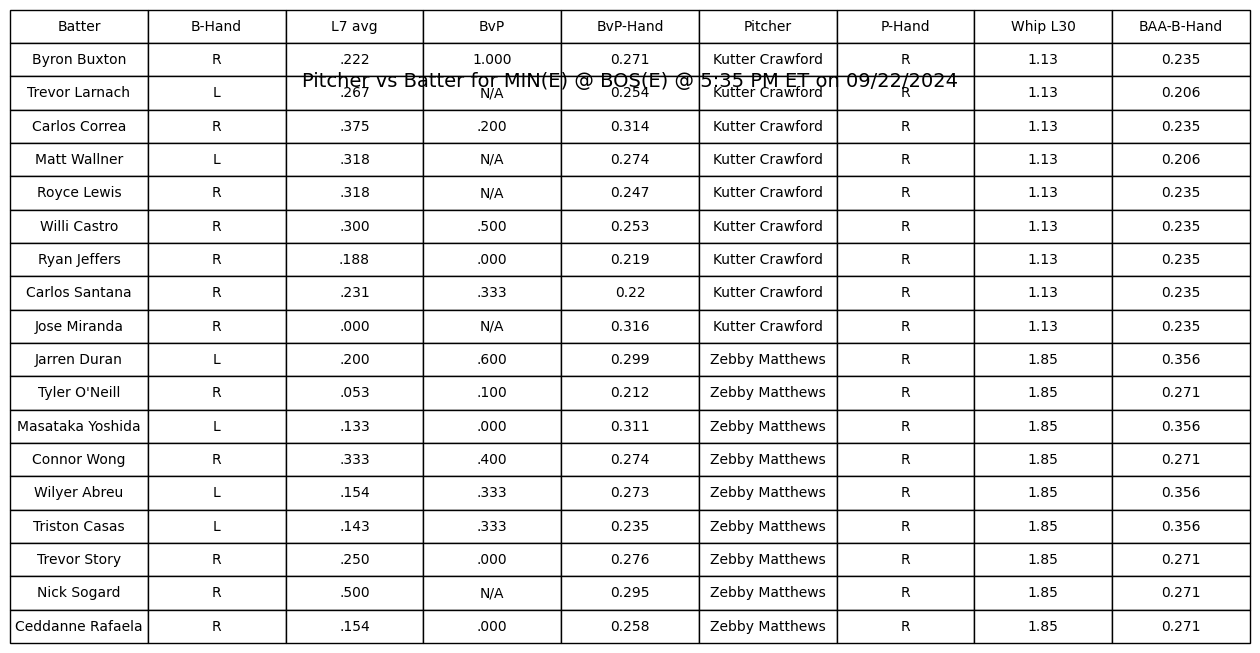 Batter B-Hand L7 avg BvP BvP-Hand Pitcher P-Hand Whip L30 BAA-B-Hand
Byron Buxton R .222 1.000 0.271 Kutter Crawford R 1.13 0.235
Pitcher vs Batter for MIN(E) @ BOS(E) @ 5:35 PM ET on 09/22/2024
Trevor Larnach L .267 N/A 0.254 Kutter Crawford R 1.13 0.206
Carlos Correa R .375 .200 0.314 Kutter Crawford R 1.13 0.235
Matt Wallner L .318 N/A 0.274 Kutter Crawford R 1.13 0.206
Royce Lewis R .318 N/A 0.247 Kutter Crawford R 1.13 0.235
Willi Castro R .300 .500 0.253 Kutter Crawford R 1.13 0.235
Ryan Jeffers R .188 .000 0.219 Kutter Crawford R 1.13 0.235
Carlos Santana R .231 .333 0.22 Kutter Crawford R 1.13 0.235
Jose Miranda R .000 N/A 0.316 Kutter Crawford R 1.13 0.235
Jarren Duran L .200 .600 0.299 Zebby Matthews R 1.85 0.356
Tyler O'Neill R .053 .100 0.212 Zebby Matthews R 1.85 0.271
Masataka Yoshida L .133 .000 0.311 Zebby Matthews R 1.85 0.356
Connor Wong R .333 .400 0.274 Zebby Matthews R 1.85 0.271
Wilyer Abreu L .154 .333 0.273 Zebby Matthews R 1.85 0.356
Triston Casas L .143 .333 0.235 Zebby Matthews R 1.85 0.356
Trevor Story R .250 .000 0.276 Zebby Matthews R 1.85 0.271
Nick Sogard R .500 N/A 0.295 Zebby Matthews R 1.85 0.271
Ceddanne Rafaela R .154 .000 0.258 Zebby Matthews R 1.85 0.271